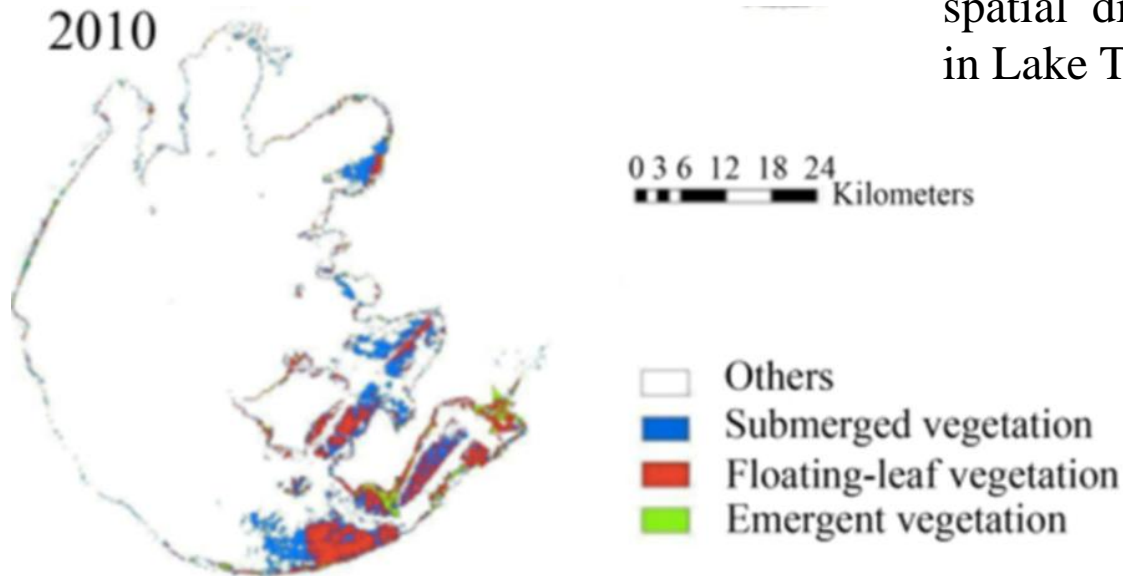 2010
spatial
in Lake
0 3 6 12 18 24
Kilometers
Others
Submerged vegetation
Floating-leaf vegetation
Emergent vegetation